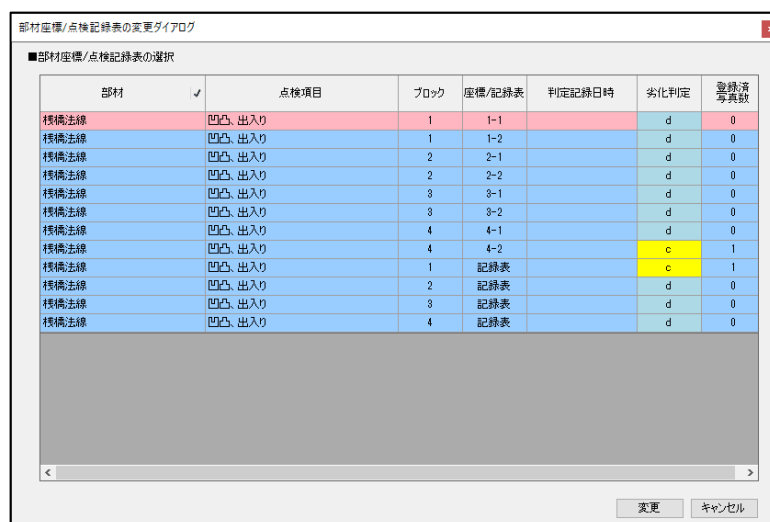 部材座標/点検記録表の変更ダイアログ
■部材座標/点検記録表の選択
部材 点検項目 ブロック 座標/記録表 判定記録日時 劣化判定 登録済写真数
桟橋法線 凹凸、出入り 1 1-1 d 0
桟橋法線 凹凸、出入り 1 1-2 d 0
桟橋法線 凹凸、出入り 2 2-1 d 0
桟橋法線 凹凸、出入り 2 2-2 d 0
桟橋法線 凹凸、出入り 3 3-1 d 0
桟橋法線 凹凸、出入り 3 3-2 d 0
桟橋法線 凹凸、出入り 4 4-1 d 0
桟橋法線 凹凸、出入り 4 4-2 c 1
桟橋法線 凹凸、出入り 1 記録表 c 1
桟橋法線 凹凸、出入り 2 記録表 d 0
桟橋法線 凹凸、出入り 3 記録表 d 0
桟橋法線 凹凸、出入り 4 記録表 d 0
変更 キャンセル